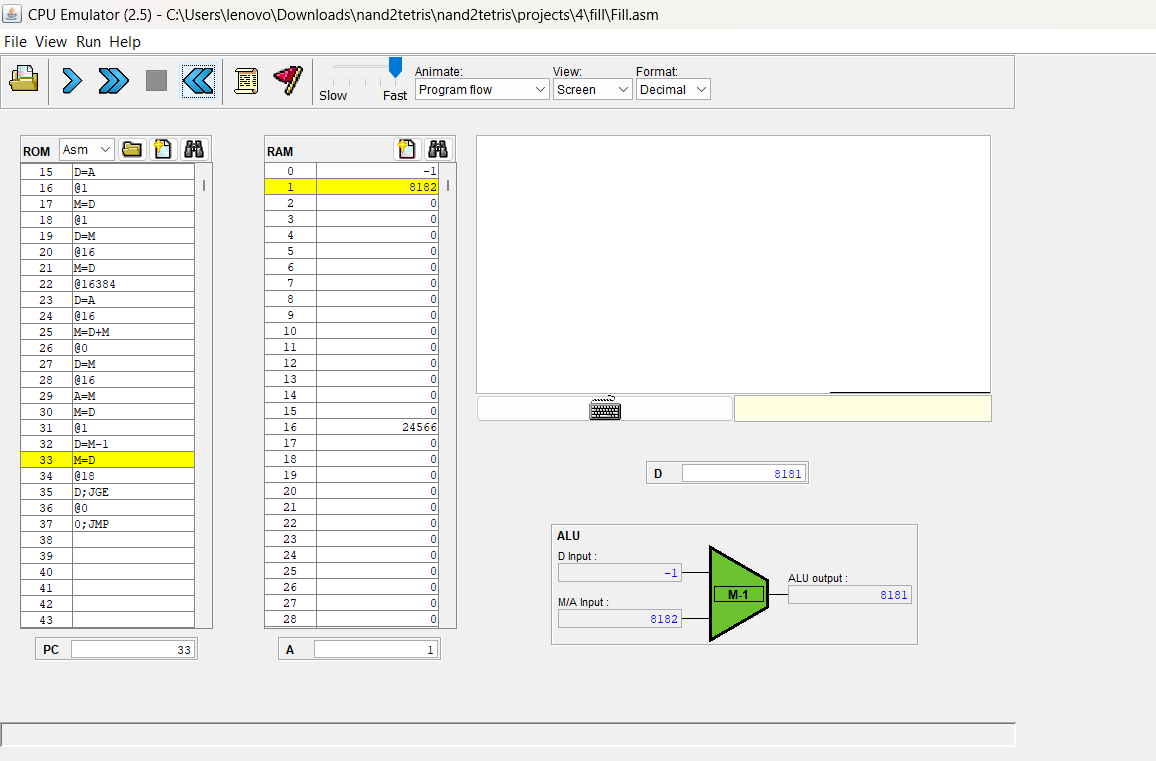 CPU Emulator (2.5) - C:\Users\lenovo\Downloads\nand2tetris\nand2tetris\projects\4\fill\Fill.asm
File View Run Help
Slow Fast
Animate: View: Format:
Program flow Screen Decimal
ROM Asm
15 D=A
16 @1
17 M=D
18 @1
19 D=M
20 @16
21 M=D
22 @16384
23 D=A
24 @16
25 M=D+M
26 @0
27 D=M
28 @16
29 A=M
30 M=D
31 @1
32 D=M-1
33 M=D
34 @18
35 D;JGE
36 @0
37 0;JMP
38
39
40
41
42
43
PC 33
RAM
0 -1
1 8182
2 0
3 0
4 0
5 0
6 0
7 0
8 0
9 0
10 0
11 0
12 0
13 0
14 0
15 0
16 24566
17 0
18 0
19 0
20 0
21 0
22 0
23 0
24 0
25 0
26 0
27 0
28 0
A 1
D 8181
ALU
D Input :
-1
M/A Input :
8182
M-1
ALU output :
8181